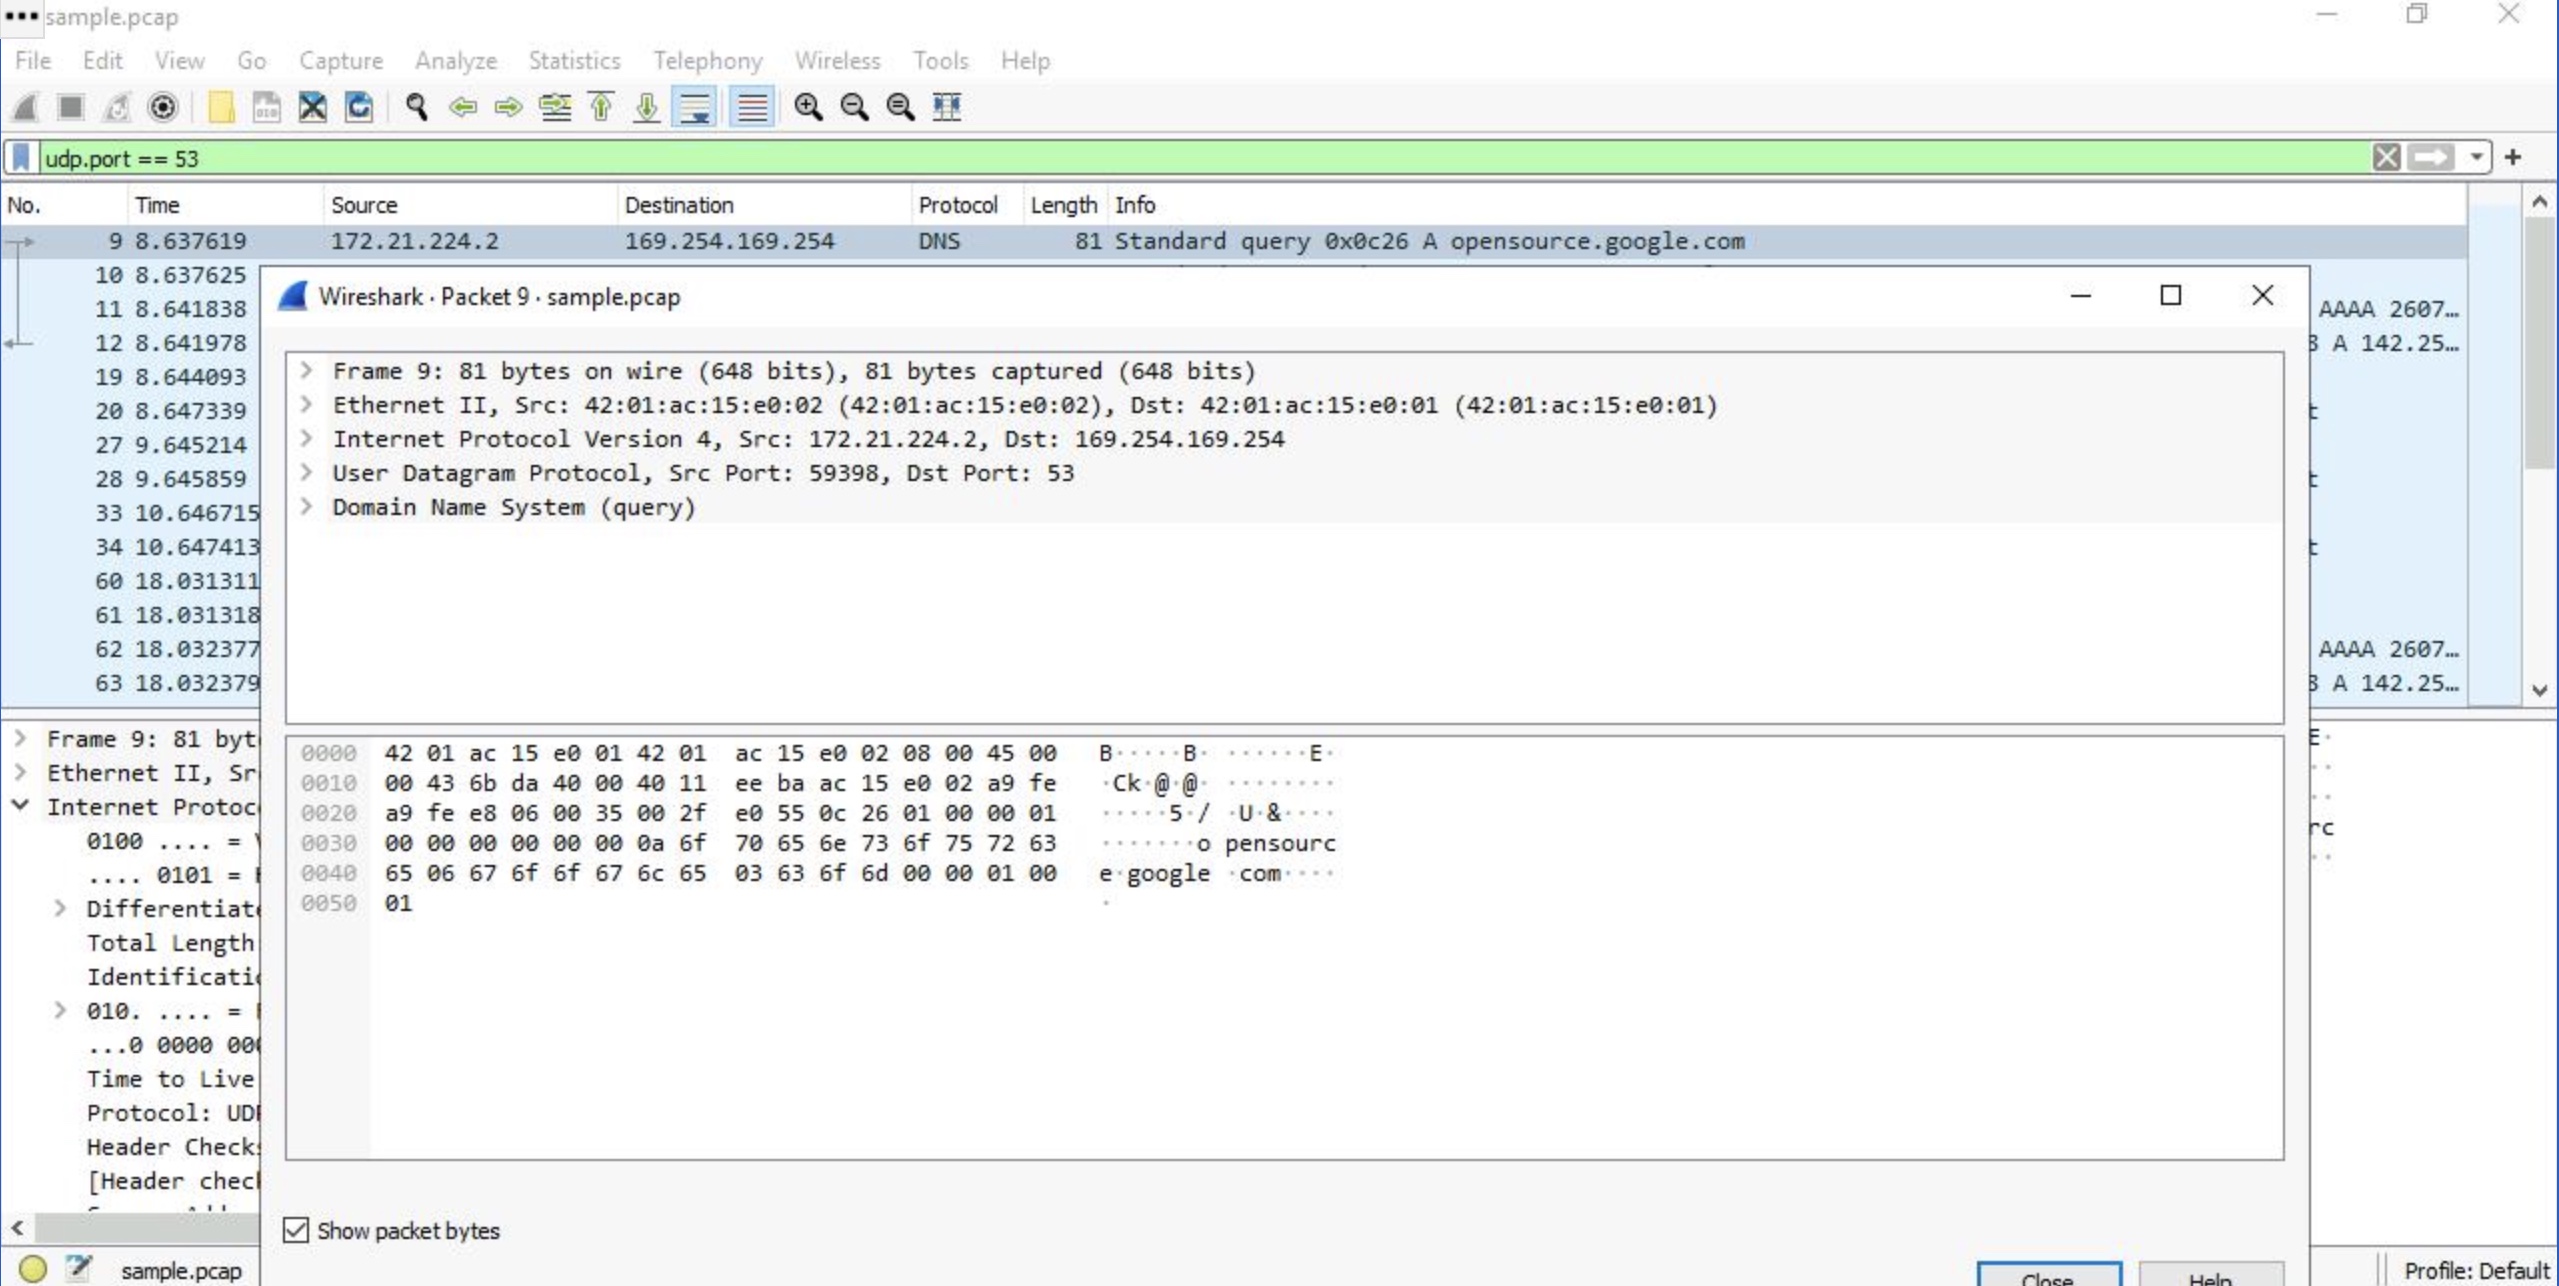 sample.pcap
File Edit View Go Capture Analyze Statistics Telephony Wireless Tools Help
udp.port == 53
No. Time Source Destination Protocol Length Info
9 8.637619 172.21.224.2 169.254.169.254 DNS 81 Standard query 0x0c26 A opensource.google.com
10 8.637625
11 8.641838 AAAA 2607…
12 8.641978 A 142.25…
19 8.644093
20 8.647339
27 9.645214
28 9.645859
33 10.646715
34 10.647413
60 18.031311
61 18.031318
62 18.032377 AAAA 2607…
63 18.032379 A 142.25…
Wireshark · Packet 9 · sample.pcap
Frame 9: 81 bytes on wire (648 bits), 81 bytes captured (648 bits)
Ethernet II, Src: 42:01:ac:15:e0:02 (42:01:ac:15:e0:02), Dst: 42:01:ac:15:e0:01 (42:01:ac:15:e0:01)
Internet Protocol Version 4, Src: 172.21.224.2, Dst: 169.254.169.254
User Datagram Protocol, Src Port: 59398, Dst Port: 53
Domain Name System (query)
0000 42 01 ac 15 e0 01 42 01 ac 15 e0 02 08 00 45 00 B·····B· ······E·
0010 00 43 6b da 40 00 40 11 ee ba ac 15 e0 02 a9 fe ·Ck·@·@· ········
0020 a9 fe e8 06 00 35 00 2f e0 55 0c 26 01 00 00 01 ·····5·/ ·U·&····
0030 00 00 00 00 00 00 0a 6f 70 65 6e 73 6f 75 72 63 ·······o pensourc
0040 65 06 67 6f 6f 67 6c 65 03 63 6f 6d 00 00 01 00 e·google ·com····
0050 01 ·
Show packet bytes
Close Help
Frame 9: 81 byt
Ethernet II, Sr
Internet Protoc
0100 .... =
.... 0101 =
Differentiate
Total Length
Identificati
010. .... =
...0 0000 000
Time to Live
Protocol: UDP
Header Checks
[Header check
E·
rc
sample.pcap
Profile: Default